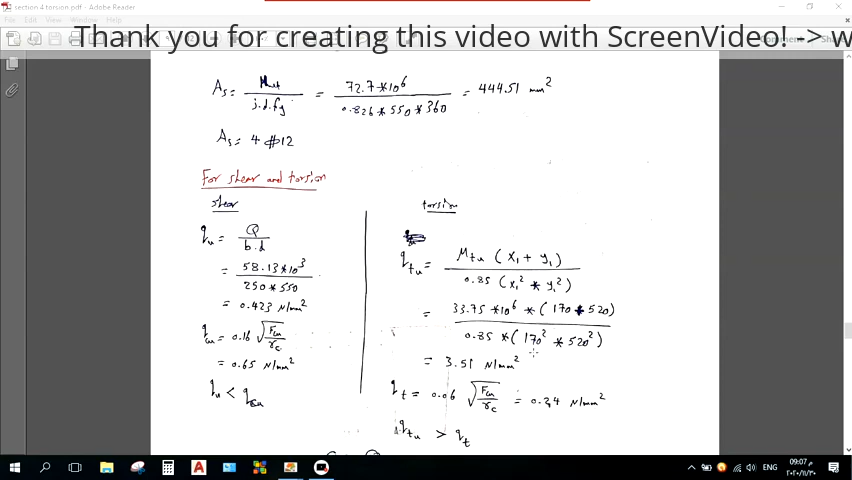 section 4 torsion.pdf - Adobe Reader
File Edit View Window Help
Thank you for creating this video with ScreenVideo! -> w
As = Mult / j.d.fy = 72.7*10^6 / 0.826*550*360 = 444.51 mm^2
As = 4 #12
For shear and torsion
shear
qu = Q / b.d
= 58.13*10^3 / 250*550
= 0.423 N/mm^2
qcu = 0.16 √(Fcu/γc)
= 0.65 N/mm^2
qu < qcu
torsion
qtu = Mtu (x1 + y1) / 0.85 (x1^2 * y1^2)
= 33.75 *10^6 * (170 + 520) / 0.85 * (170^2 * 520^2)
= 3.51 N/mm^2
qt = 0.06 √(Fcu/γc) = 0.24 N/mm^2
qtu > qt
ENG
09:07 م
٢٠٢٠/١١/٣٠